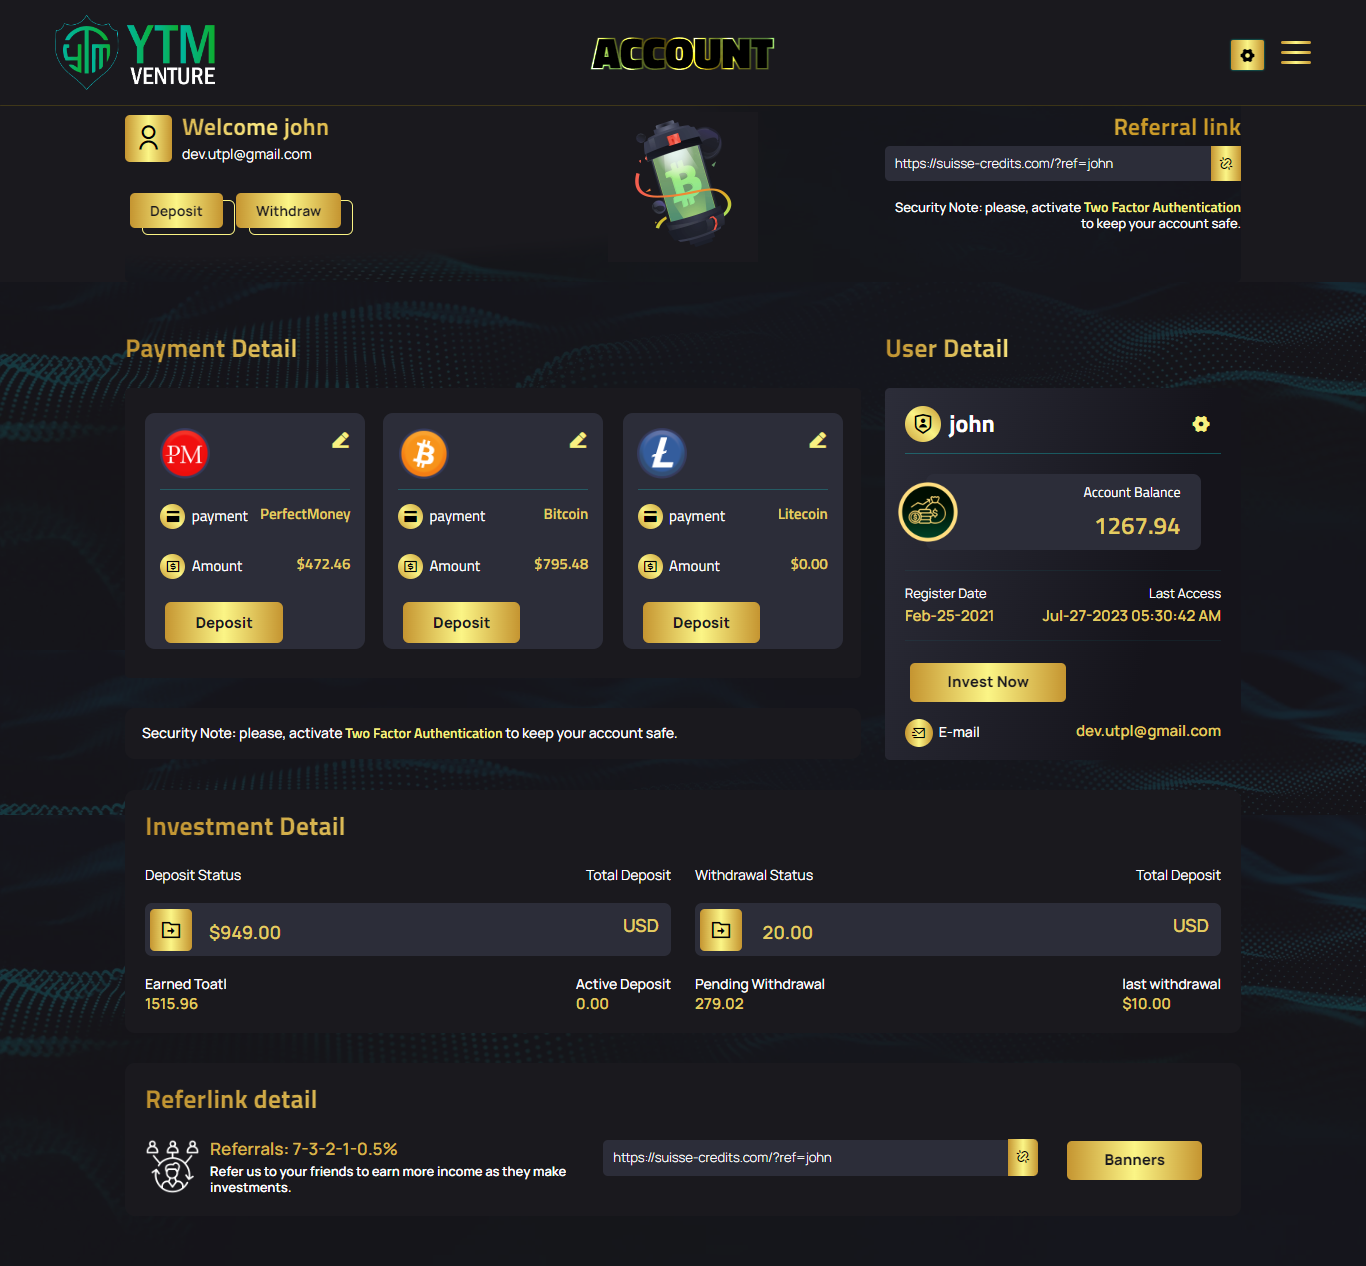 YTM
VENTURE
ACCOUNT
Welcome john
dev.utpl@gmail.com
Deposit
Withdraw
Referral link
https://suisse-credits.com/?ref=john
Security Note: please, activate Two Factor Authentication
to keep your account safe.
Payment Detail
PM
payment PerfectMoney
Amount $472.46
Deposit
payment Bitcoin
Amount $795.48
Deposit
payment Litecoin
Amount $0.00
Deposit
Security Note: please, activate Two Factor Authentication to keep your account safe.
User Detail
john
Account Balance
1267.94
Register Date Last Access
Feb-25-2021 Jul-27-2023 05:30:42 AM
Invest Now
E-mail dev.utpl@gmail.com
Investment Detail
Deposit Status Total Deposit
$949.00 USD
Earned Toatl Active Deposit
1515.96 0.00
Withdrawal Status Total Deposit
20.00 USD
Pending Withdrawal last withdrawal
279.02 $10.00
Referlink detail
Referrals: 7-3-2-1-0.5%
Refer us to your friends to earn more income as they make
investments.
https://suisse-credits.com/?ref=john
Banners